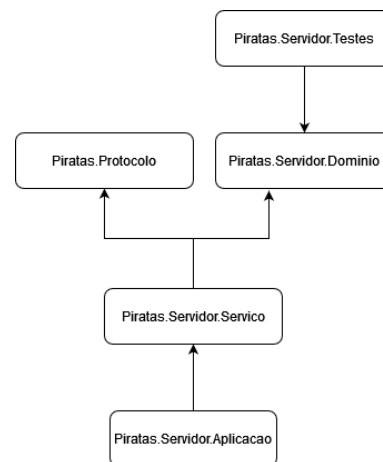 Piratas.Servidor.Testes
Piratas.Protocolo
Piratas.Servidor.Dominio
Piratas.Servidor.Servico
Piratas.Servidor.Aplicacao